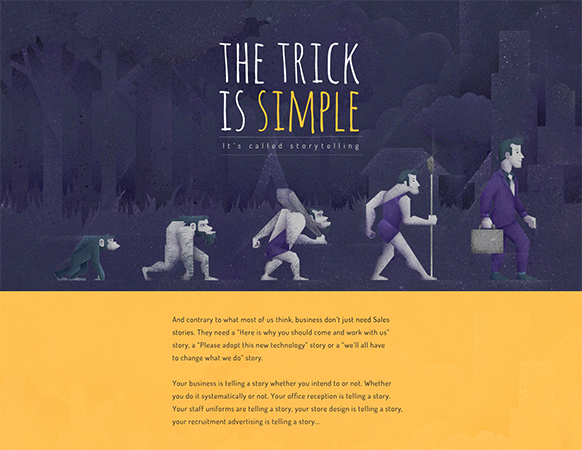 THE TRICK
IS SIMPLE
It's called storytelling
And contrary to what most of us think, business don't just need Sales
stories. They need a "Here is why you should come and work with us"
story, a "Please adopt this new technology" story or a "we'll all have
to change what we do" story.
Your business is telling a story whether you intend to or not. Whether
you do it systematically or not. Your office reception is telling a story.
Your staff uniforms are telling a story, your store design is telling a story,
your recruitment advertising is telling a story...